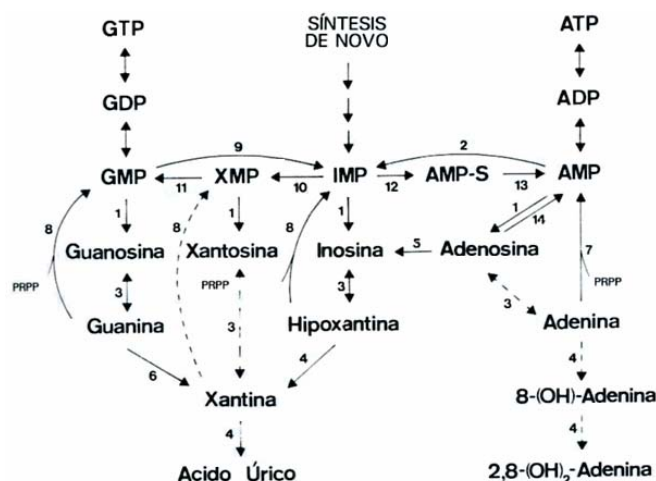 GTP
SÍNTESIS
DE NOVO
ATP
GDP
ADP
9
2
GMP
XMP
IMP
AMP-S
AMP
11
10
12
13
8
1
8
1
8
1
1
14
7
Guanosina
Xantosina
Inosina
5
Adenosina
PRPP
3
PRPP
3
3
3
PRPP
Guanina
Hipoxantina
Adenina
6
4
4
Xantina
8-(OH)-Adenina
4
4
Acido Úrico
2,8-(OH)₂-Adenina